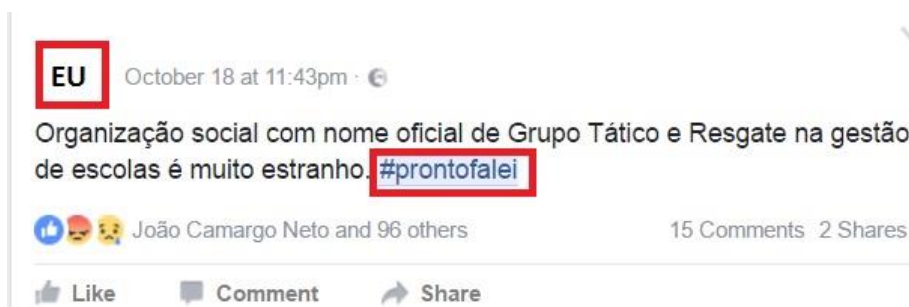 EU October 18 at 11:43pm ·
Organização social com nome oficial de Grupo Tático e Resgate na gestão
de escolas é muito estranho. #prontofalei
João Camargo Neto and 96 others 15 Comments 2 Shares
Like Comment Share